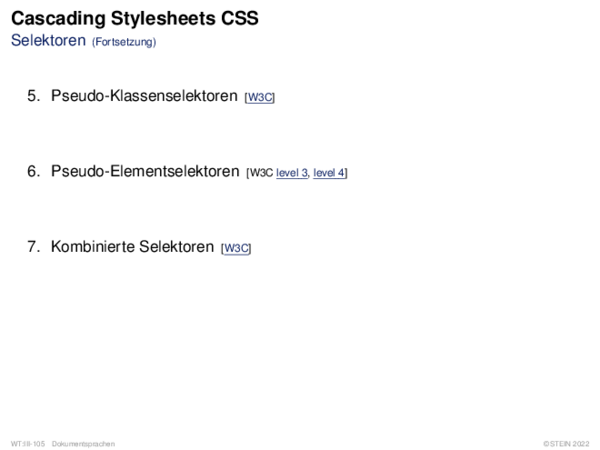 Cascading Stylesheets CSS
Selektoren (Fortsetzung)
5. Pseudo-Klassenselektoren [W3C]
6. Pseudo-Elementselektoren [W3C level 3, level 4]
7. Kombinierte Selektoren [W3C]
WT:III-105 Dokumentsprachen
©STEIN 2022